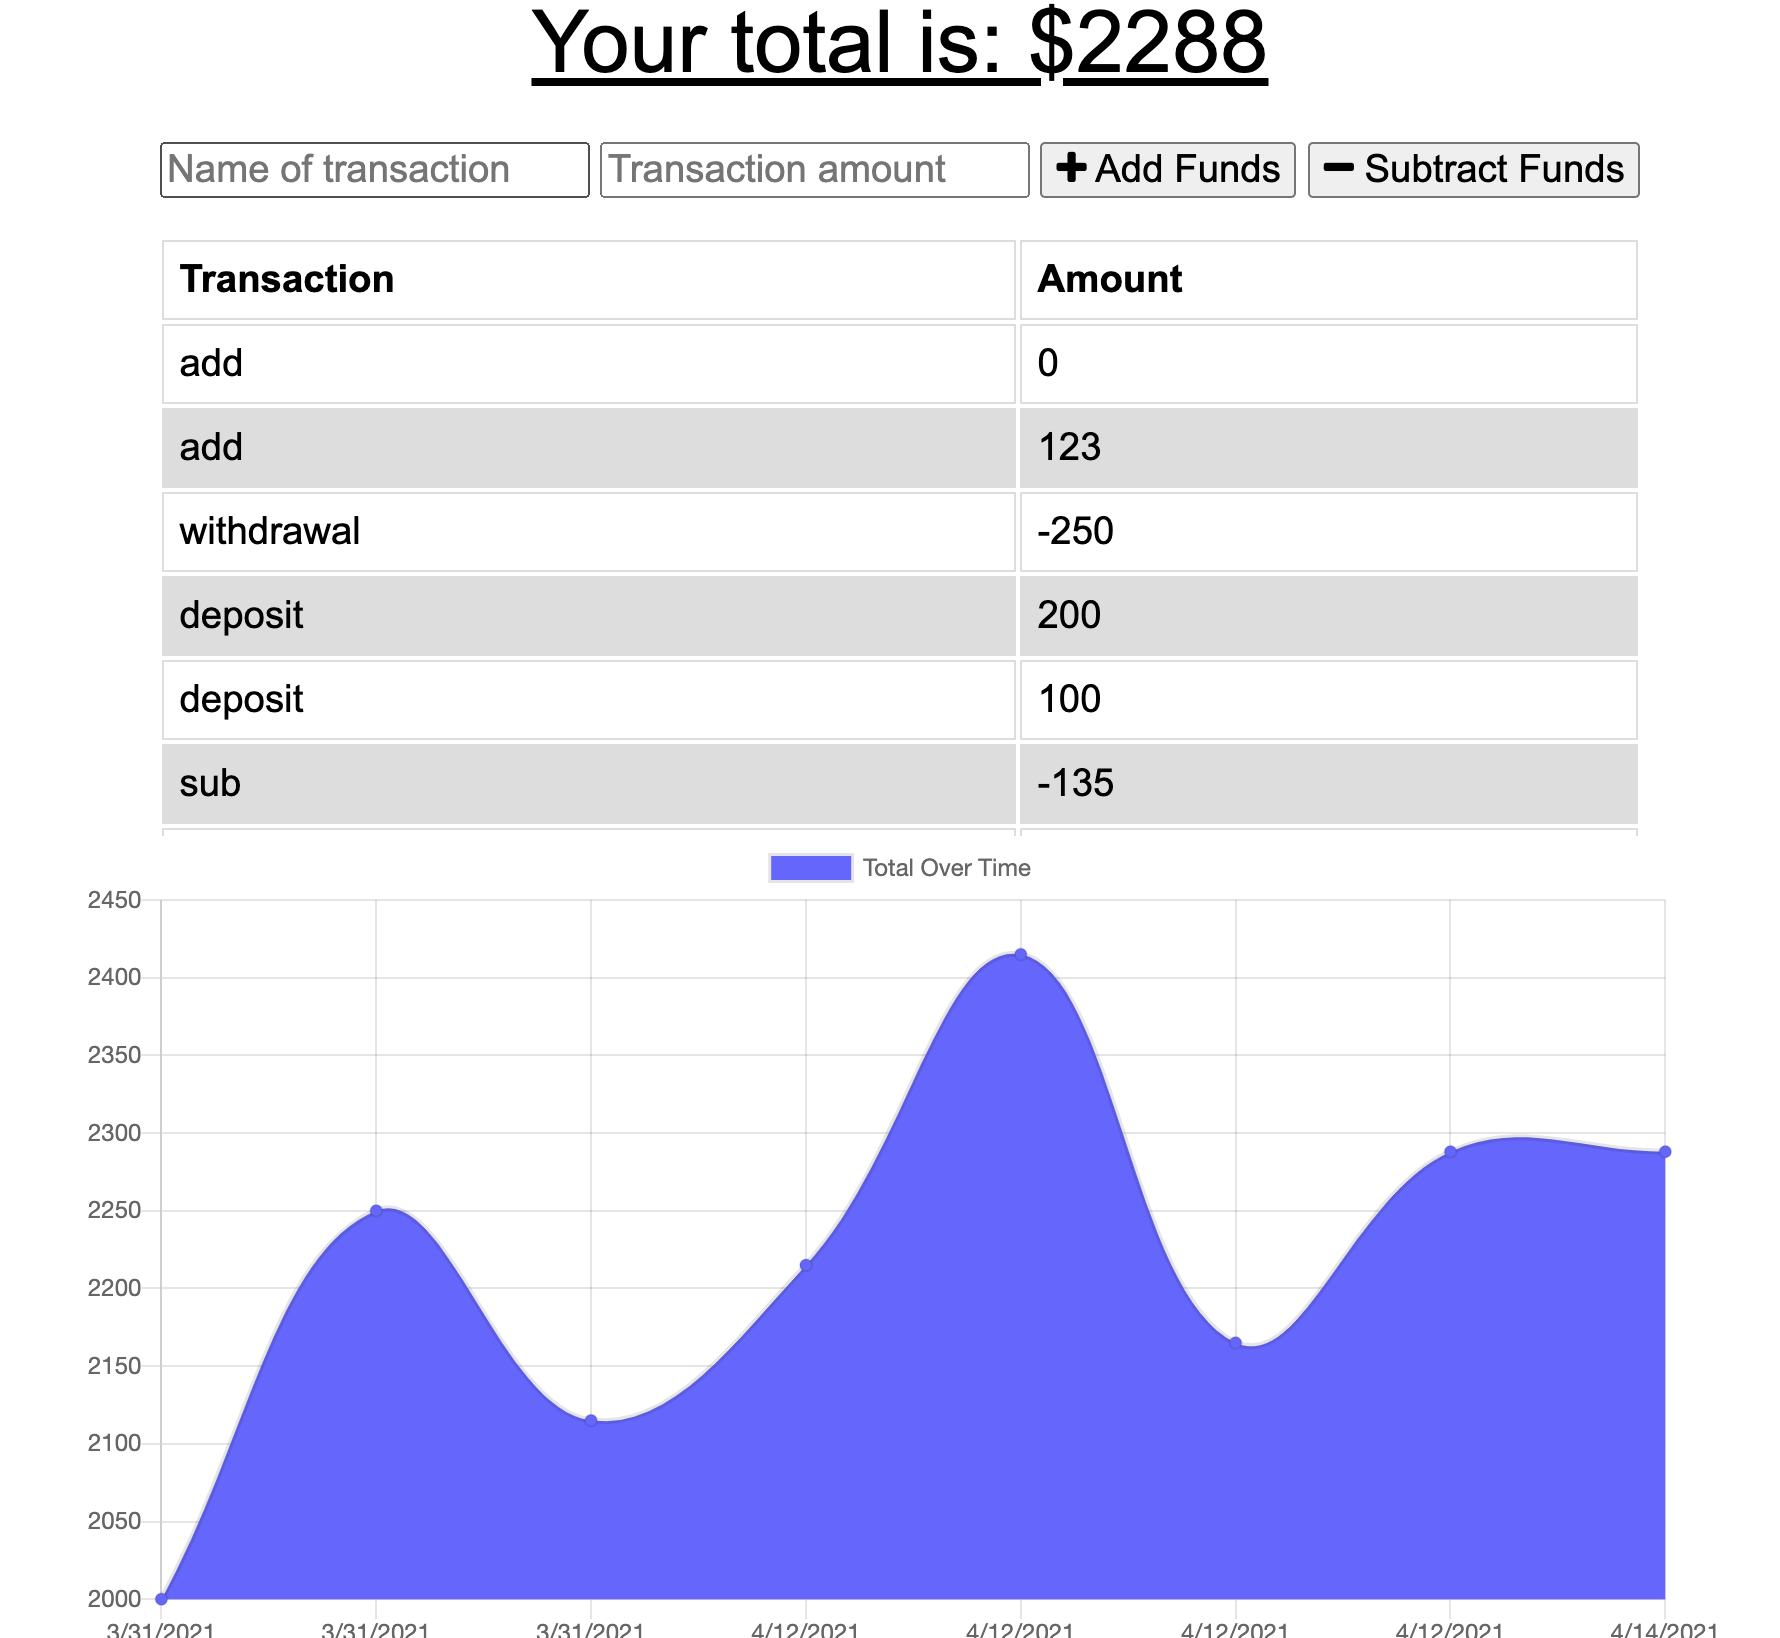 Your total is: $2288
Name of transaction Transaction amount Add Funds Subtract Funds
Transaction Amount
add 0
add 123
withdrawal -250
deposit 200
deposit 100
sub -135
Total Over Time
2450
2400
2350
2300
2250
2200
2150
2100
2050
2000
3/31/2021 3/31/2021 3/31/2021 4/12/2021 4/12/2021 4/12/2021 4/12/2021 4/14/2021